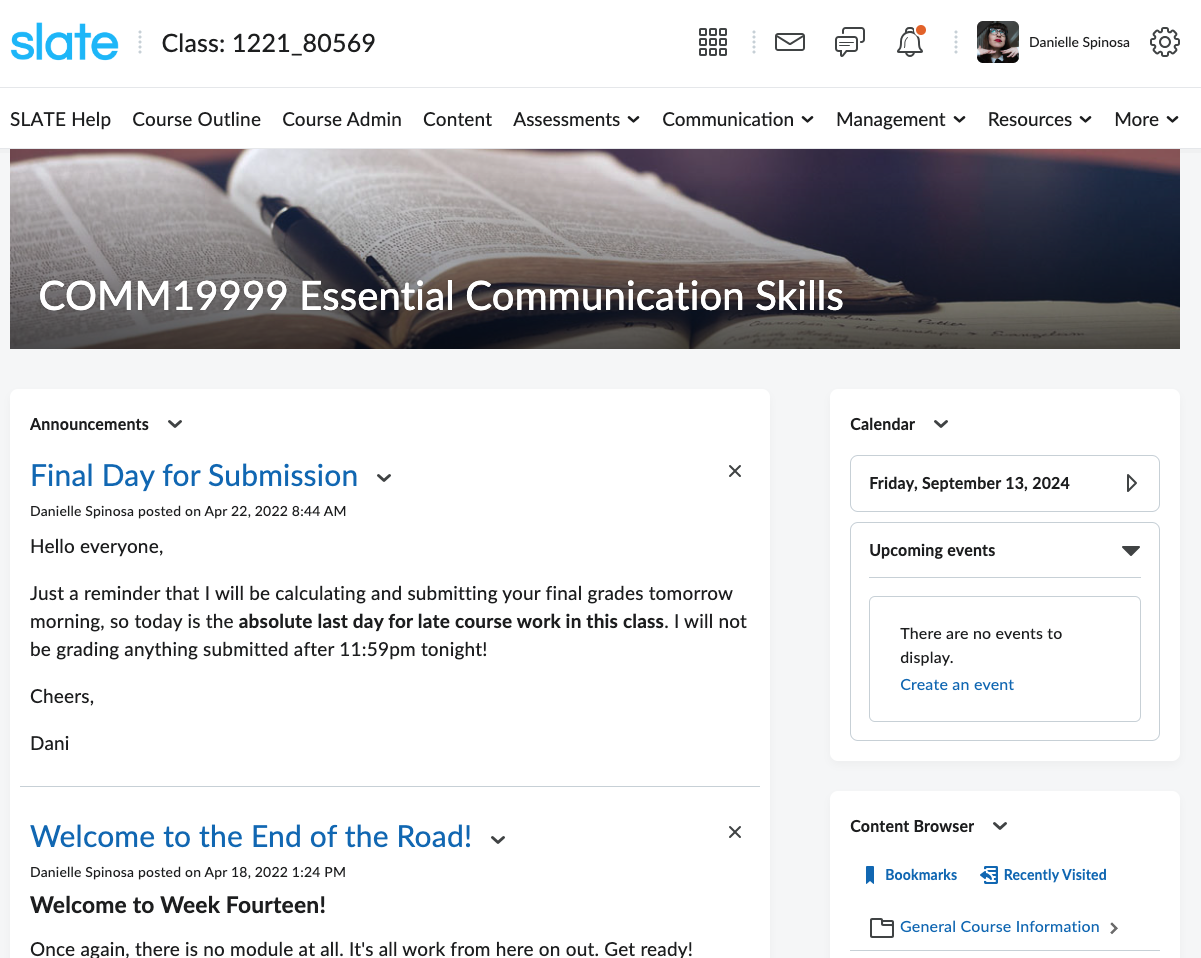 slate
Class: 1221_80569
Danielle Spinosa
SLATE Help Course Outline Course Admin Content Assessments Communication Management Resources More
COMM19999 Essential Communication Skills
Announcements
Final Day for Submission
Danielle Spinosa posted on Apr 22, 2022 8:44 AM
Hello everyone,
Just a reminder that I will be calculating and submitting your final grades tomorrow
morning, so today is the absolute last day for late course work in this class. I will not
be grading anything submitted after 11:59pm tonight!
Cheers,
Dani
Welcome to the End of the Road!
Danielle Spinosa posted on Apr 18, 2022 1:24 PM
Welcome to Week Fourteen!
Once again, there is no module at all. It's all work from here on out. Get ready!
Calendar
Friday, September 13, 2024
Upcoming events
There are no events to
display.
Create an event
Content Browser
Bookmarks Recently Visited
General Course Information